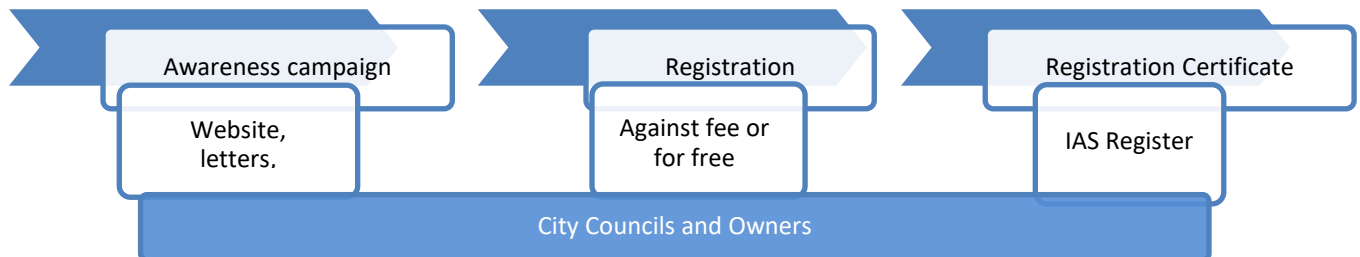 Awareness campaign
Website,
letters.
Registration
Against fee or
for free
Registration Certificate
IAS Register
City Councils and Owners